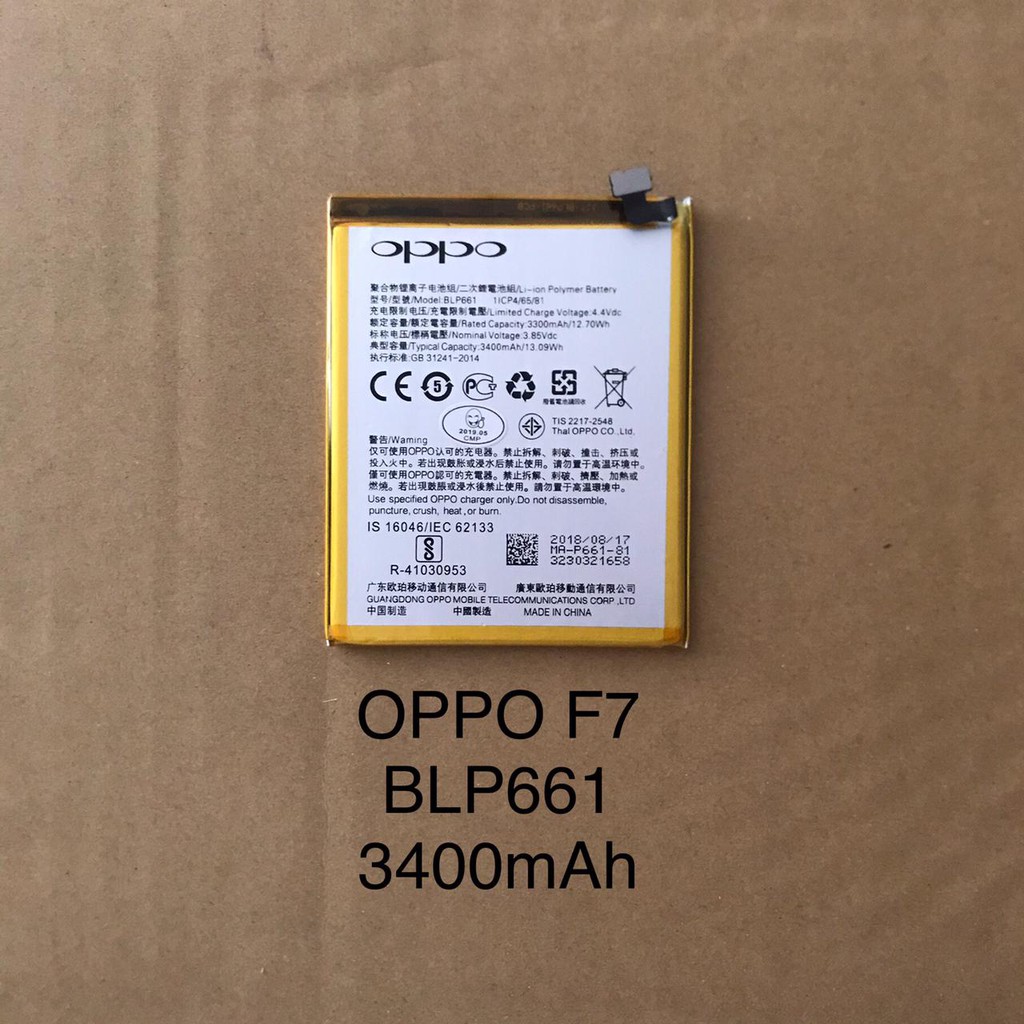 oppo
聚合物锂离子电池组/二次鋰電池組/Li-ion Polymer Battery
型号/型號/Model:BLP661 1ICP4/65/81
充电限制电压/充電限制電壓/Limited Charge Voltage:4.4Vdc
额定容量/額定電容量/Rated Capacity:3300mAh/12.70Wh
标称电压/標稱電壓/Nominal Voltage:3.85Vdc
典型容量/Typical Capacity:3400mAh/13.09Wh
执行标准:GB 31241-2014
CE 5 PCT
廢舊電池請回收
2019.05
CMP
TIS 2217-2548
Thai OPPO CO.,Ltd.
警告/Warning
仅可使用OPPO认可的充电器。禁止拆解、刺破、撞击、挤压或
投入火中。若出现鼓胀或浸水后禁止使用。请勿置于高温环境中。
僅可使用OPPO認可的充電器。禁止拆解、刺破、擠壓、加熱或
燃燒。若出現鼓脹或浸水後禁止使用。請勿置于高溫環境中。
Use specified OPPO charger only.Do not disassemble,
puncture, crush, heat ,or burn.
IS 16046/IEC 62133
R-41030953
2018/08/17
MA-P661-81
3230321658
广东欧珀移动通信有限公司 廣東歐珀移動通信有限公司
GUANGDONG OPPO MOBILE TELECOMMUNICATIONS CORP.,LTD
中国制造 中國製造 MADE IN CHINA
OPPO F7
BLP661
3400mAh